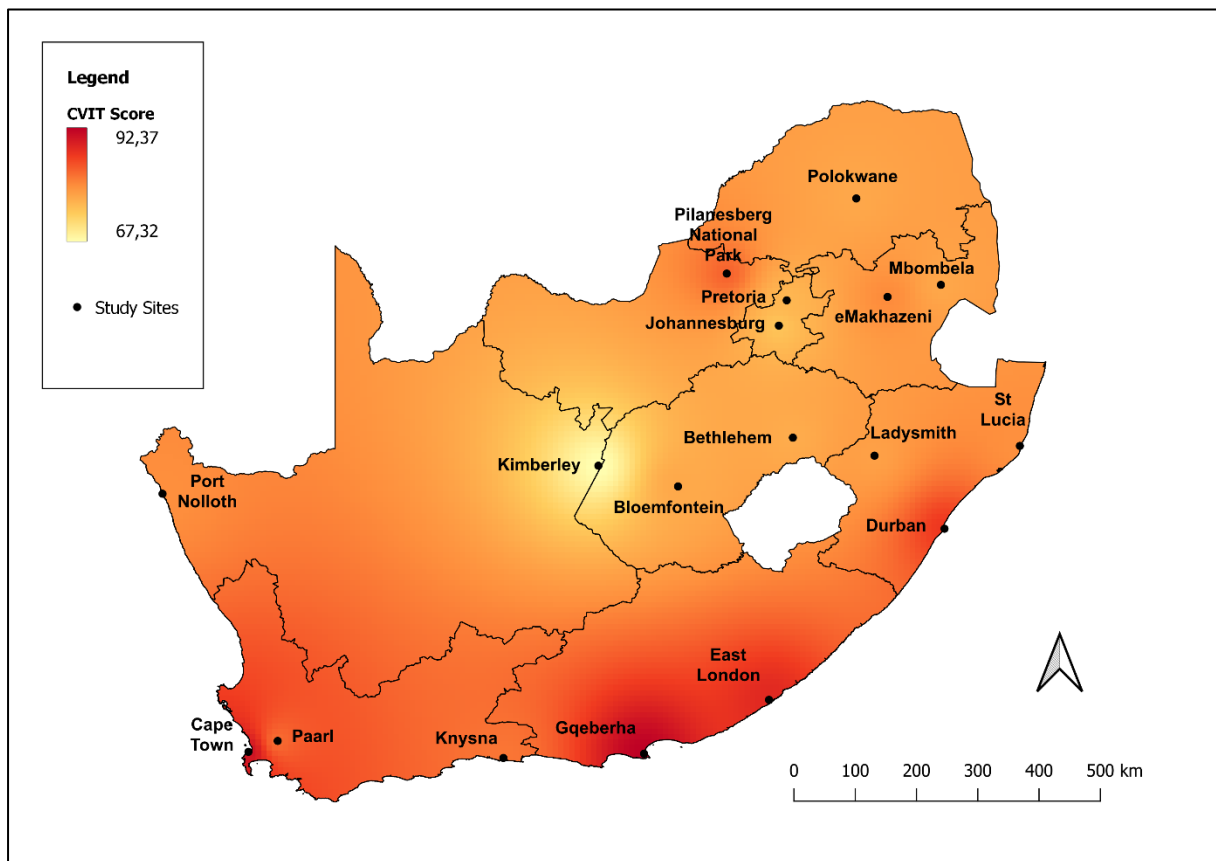 Legend
CVIT Score
92,37
67,32
Study Sites
Polokwane
Pilanesberg
National
Park
Mbombela
Pretoria
eMakhazeni
Johannesburg
St
Lucia
Bethlehem
Ladysmith
Kimberley
Port
Nolloth
Bloemfontein
Durban
East
London
Cape
Town
Paarl
Knysna
Gqeberha
0 100 200 300 400 500 km